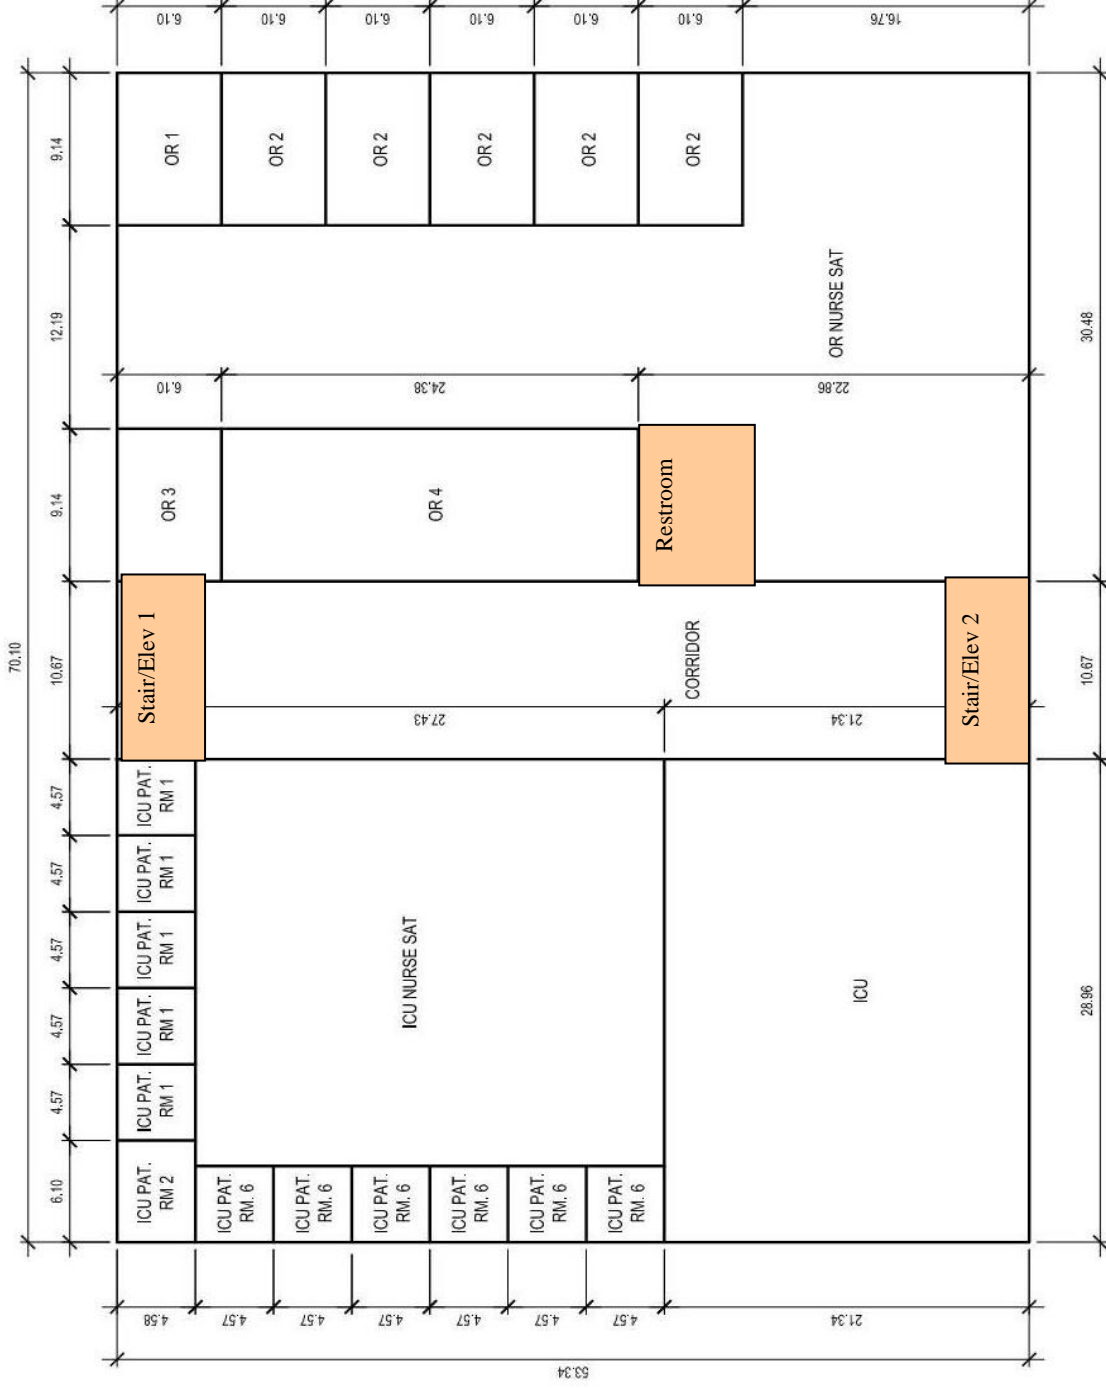 70.10
6.10
4.57
4.57
4.57
4.57
4.57
10.67
9.14
12.19
9.14
53.34
4.58
4.57
4.57
4.57
4.57
4.57
4.57
21.34
ICU PAT.
RM 2
ICU PAT.
RM 1
ICU PAT.
RM 1
ICU PAT.
RM 1
ICU PAT.
RM 1
ICU PAT.
RM 1
Stair/Elev 1
OR 3
6.10
OR 1
6.10
ICU PAT.
RM. 6
ICU PAT.
RM. 6
ICU PAT.
RM. 6
ICU PAT.
RM. 6
ICU PAT.
RM. 6
ICU PAT.
RM. 6
ICU NURSE SAT
27.43
OR 4
24.38
OR 2
OR 2
OR 2
OR 2
OR 2
6.10
6.10
6.10
6.10
6.10
Restroom
CORRIDOR
OR NURSE SAT
ICU
21.34
22.86
16.76
Stair/Elev 2
28.96
10.67
30.48